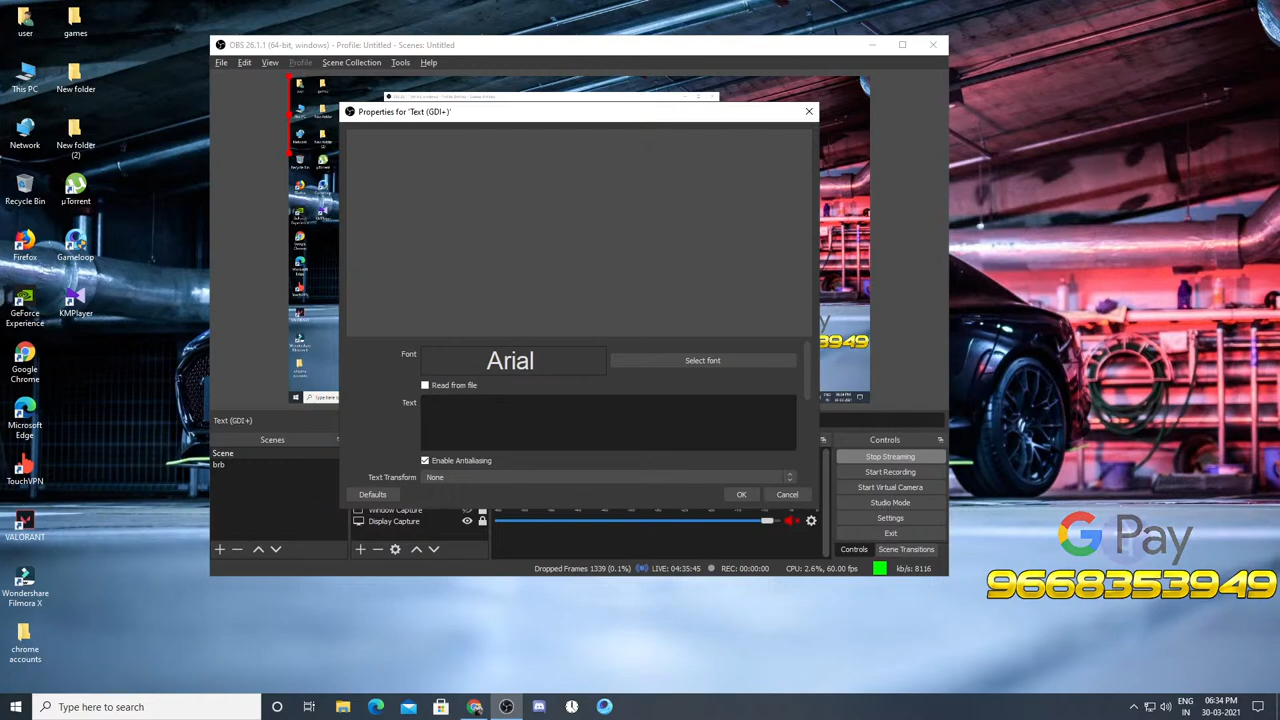 user
games
This PC
New folder
Network
New folder (2)
Recycle Bin
µTorrent
Firefox
Gameloop
GeForce Experience
KMPlayer
Google Chrome
Microsoft Edge
TouchVPN
VALORANT
Wondershare Filmora X
chrome accounts
OBS 26.1.1 (64-bit, windows) - Profile: Untitled - Scenes: Untitled
File Edit View Profile Scene Collection Tools Help
Properties for 'Text (GDI+)'
Font Arial Select font
Read from file
Text
Enable Antialiasing
Text Transform None
Defaults OK Cancel
Text (GDI+)
Scenes
Scene
brb
Window Capture
Display Capture
Controls
Stop Streaming
Start Recording
Start Virtual Camera
Studio Mode
Settings
Exit
Controls Scene Transitions
Dropped Frames 1339 (0.1%) LIVE: 04:35:45 REC: 00:00:00 CPU: 2.6%, 60.00 fps kb/s: 8116
G Pay
9668353949
Type here to search
ENG
IN
06:34 PM
30-03-2021